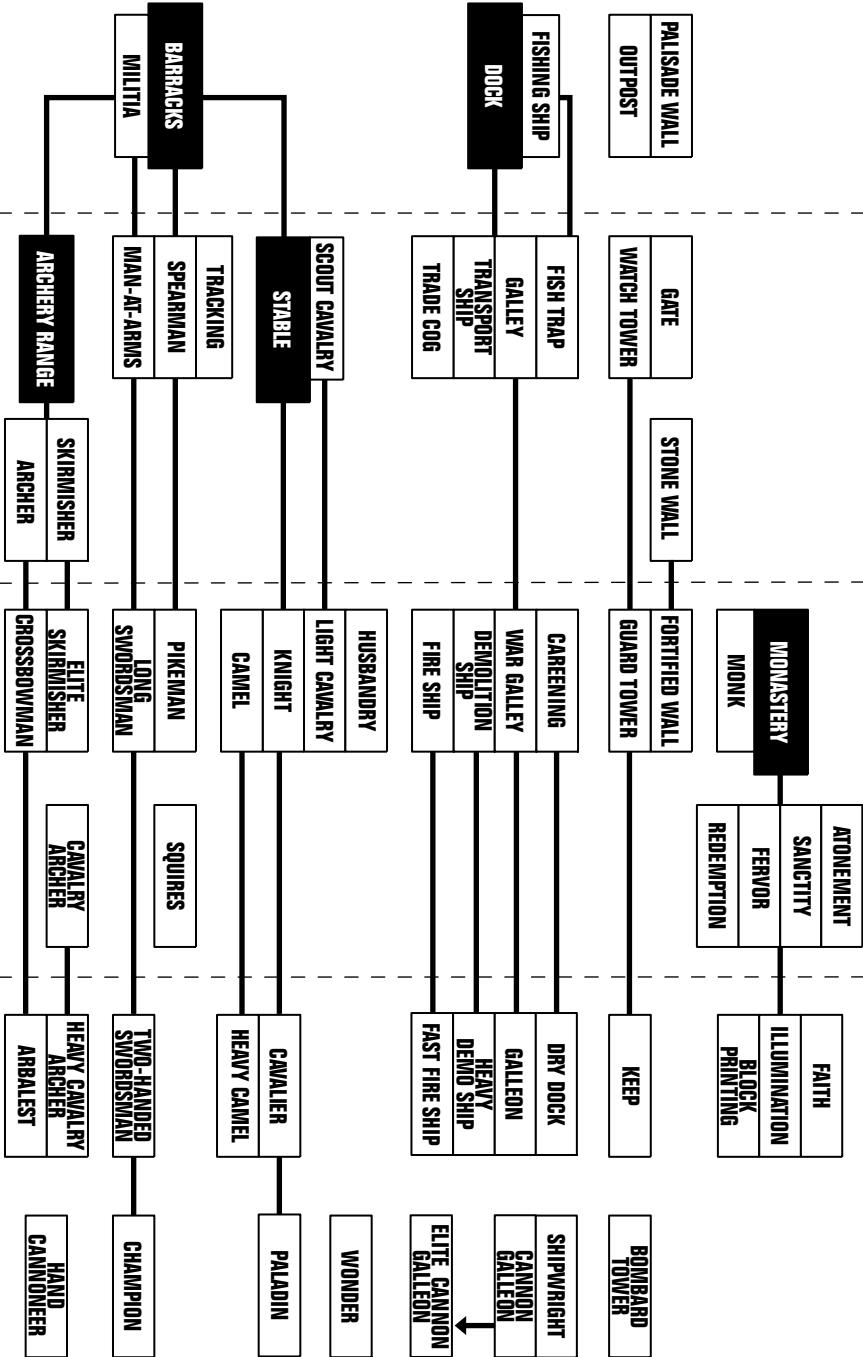 ATONEMENT
FAITH
SANCTITY
ILLUMINATION
MONASTERY
FERVOR
BLOCK
PRINTING
MONK
REDEMPTION
PALISADE WALL
GATE
STONE WALL
FORTIFIED WALL
OUTPOST
WATCH TOWER
GUARD TOWER
KEEP
BOMBARD
TOWER
FISHING SHIP
FISH TRAP
CAREENING
DRY DOCK
SHIPWRIGHT
DOCK
GALLEY
WAR GALLEY
GALLEON
CANNON
GALLEON
TRANSPORT
SHIP
DEMOLITION
SHIP
HEAVY
DEMO SHIP
TRADE COG
FIRE SHIP
FAST FIRE SHIP
ELITE CANNON
GALLEON
HUSBANDRY
WONDER
SCOUT CAVALRY
LIGHT CAVALRY
STABLE
KNIGHT
CAVALIER
PALADIN
CAMEL
HEAVY CAMEL
TRACKING
BARRACKS
SPEARMAN
PIKEMAN
SQUIRES
MILITIA
MAN-AT-ARMS
LONG
SWORDSMAN
TWO-HANDED
SWORDSMAN
CHAMPION
ARCHERY RANGE
SKIRMISHER
ELITE
SKIRMISHER
CAVALRY
ARCHER
HEAVY CAVALRY
ARCHER
HAND
CANNONEER
ARCHER
CROSSBOWMAN
ARBALEST